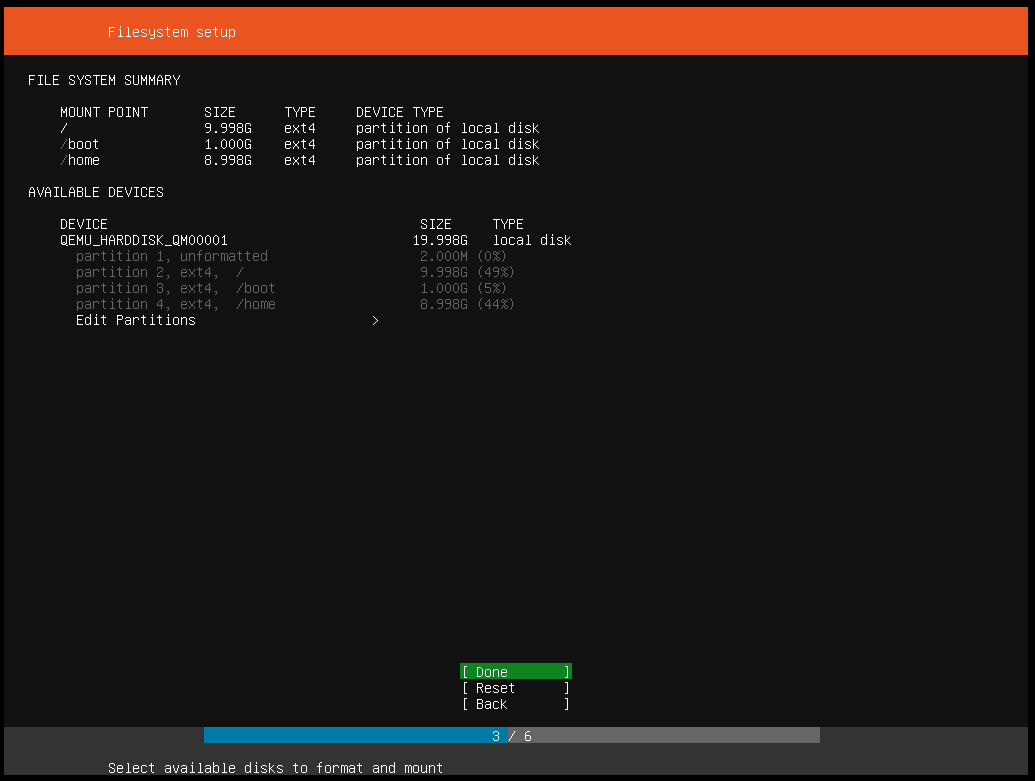 Filesystem setup
FILE SYSTEM SUMMARY
MOUNT POINT SIZE TYPE DEVICE TYPE
/ 9.998G ext4 partition of local disk
/boot 1.000G ext4 partition of local disk
/home 8.998G ext4 partition of local disk
AVAILABLE DEVICES
DEVICE SIZE TYPE
QEMU_HARDDISK_QM00001 19.998G local disk
partition 1, unformatted 2.000M (0%)
partition 2, ext4, / 9.998G (49%)
partition 3, ext4, /boot 1.000G (5%)
partition 4, ext4, /home 8.998G (44%)
Edit Partitions >
[ Done ]
[ Reset ]
[ Back ]
3 / 6
Select available disks to format and mount